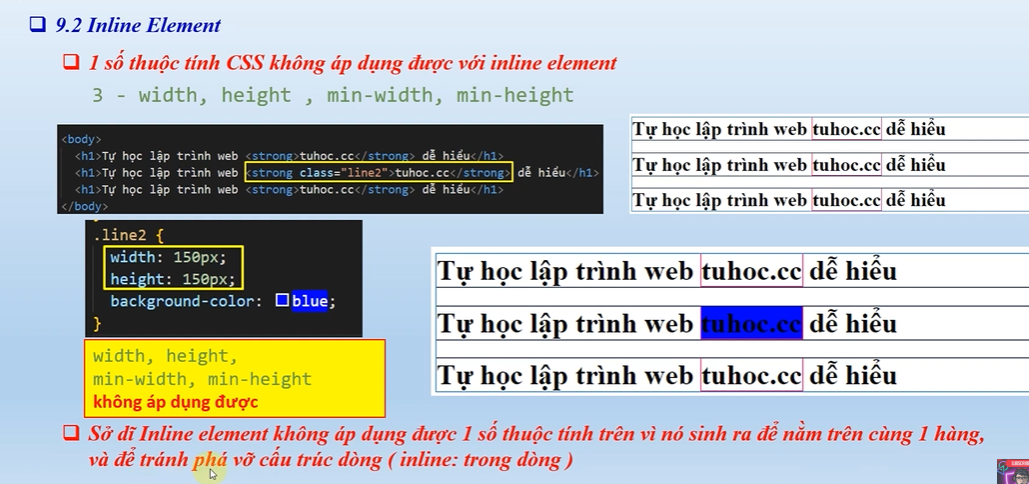 9.2 Inline Element
1 số thuộc tính CSS không áp dụng được với inline element
3 - width, height , min-width, min-height
<body>
<h1>Tự học lập trình web <strong>tuhoc.cc</strong> dễ hiểu</h1>
<h1>Tự học lập trình web <strong class="line2">tuhoc.cc</strong> dễ hiểu</h1>
<h1>Tự học lập trình web <strong>tuhoc.cc</strong> dễ hiểu</h1>
</body>
Tự học lập trình web tuhoc.cc dễ hiểu
Tự học lập trình web tuhoc.cc dễ hiểu
Tự học lập trình web tuhoc.cc dễ hiểu
.line2 {
width: 150px;
height: 150px;
background-color: blue;
}
Tự học lập trình web tuhoc.cc dễ hiểu
Tự học lập trình web tuhoc.cc dễ hiểu
Tự học lập trình web tuhoc.cc dễ hiểu
width, height,
min-width, min-height
không áp dụng được
Sở dĩ Inline element không áp dụng được 1 số thuộc tính trên vì nó sinh ra để nằm trên cùng 1 hàng,
và để tránh phá vỡ cấu trúc dòng ( inline: trong dòng )